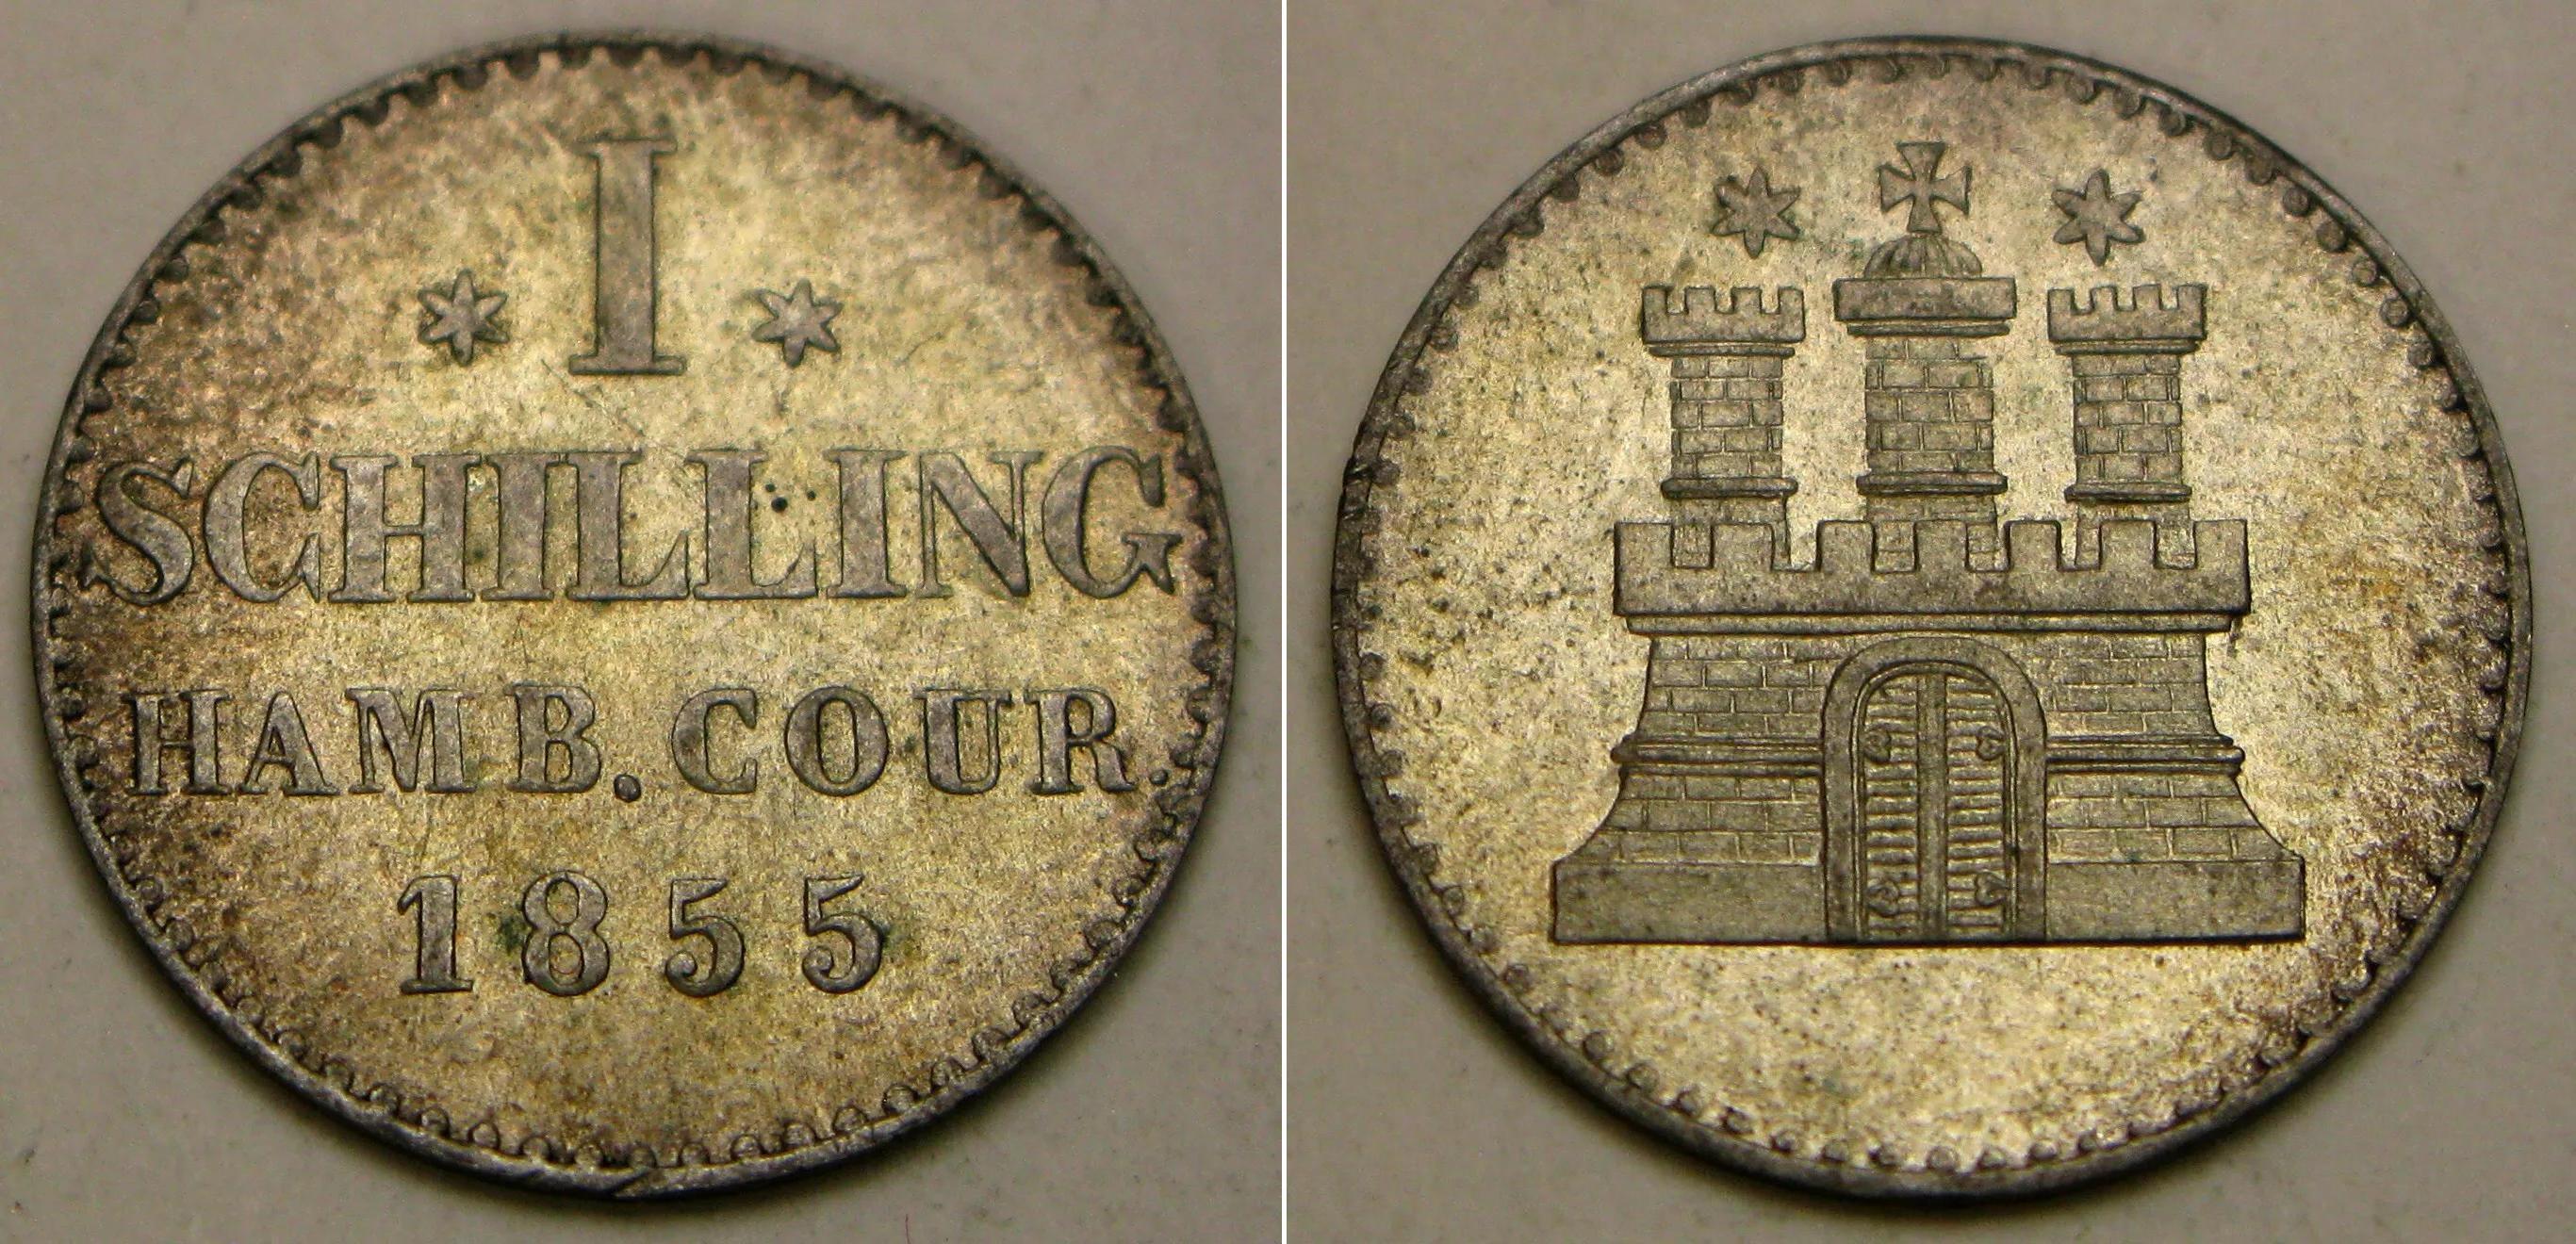 I
SCHILLING
HAMB. COUR.
1855